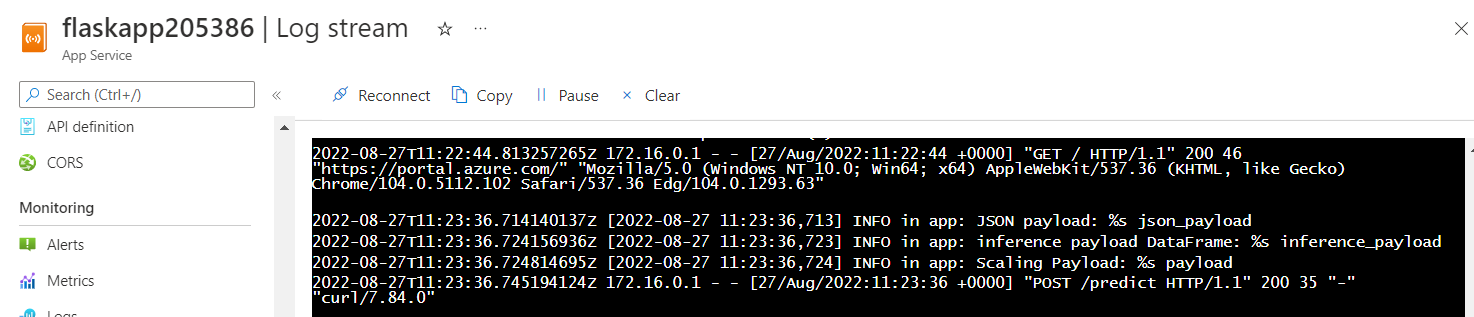 flaskapp205386 | Log stream ☆ ...
App Service
Search (Ctrl+/)
«
Reconnect
Copy
Pause
Clear
API definition
CORS
Monitoring
Alerts
Metrics
Logs
2022-08-27T11:22:44.813257265Z 172.16.0.1 - - [27/Aug/2022:11:22:44 +0000] "GET / HTTP/1.1" 200 46
"https://portal.azure.com/" "Mozilla/5.0 (Windows NT 10.0; Win64; x64) AppleWebKit/537.36 (KHTML, like Gecko)
Chrome/104.0.5112.102 Safari/537.36 Edg/104.0.1293.63"
2022-08-27T11:23:36.714140137Z [2022-08-27 11:23:36,713] INFO in app: JSON payload: %s json_payload
2022-08-27T11:23:36.724156936Z [2022-08-27 11:23:36,723] INFO in app: inference payload DataFrame: %s inference_payload
2022-08-27T11:23:36.724814695Z [2022-08-27 11:23:36,724] INFO in app: Scaling Payload: %s payload
2022-08-27T11:23:36.745194124Z 172.16.0.1 - - [27/Aug/2022:11:23:36 +0000] "POST /predict HTTP/1.1" 200 35 "-"
"curl/7.84.0"